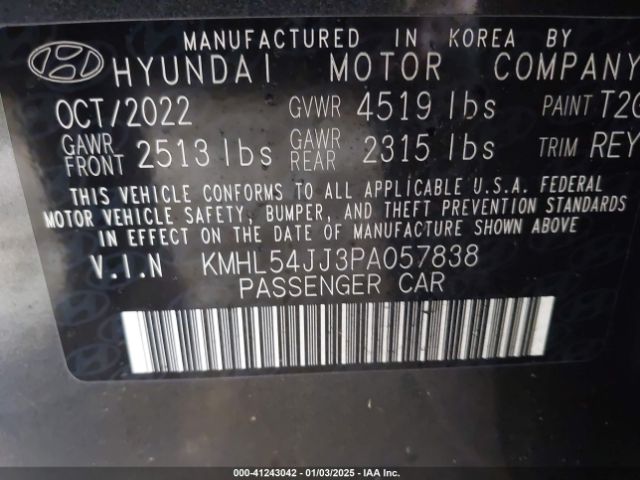 MANUFACTURED IN KOREA BY
HYUNDAI MOTOR COMPANY
OCT/2022 GVWR 4519 lbs PAINT T2
GAWR FRONT 2513 lbs GAWR REAR 2315 lbs TRIM REY
THIS VEHICLE CONFORMS TO ALL APPLICABLE U.S.A. FEDERAL
MOTOR VEHICLE SAFETY, BUMPER, AND THEFT PREVENTION STANDARDS
IN EFFECT ON THE DATE OF MANUFACTURE SHOWN ABOVE
V.I.N KMHL54JJ3PA057838
PASSENGER CAR
000-41243042 - 01/03/2025 - IAA Inc.